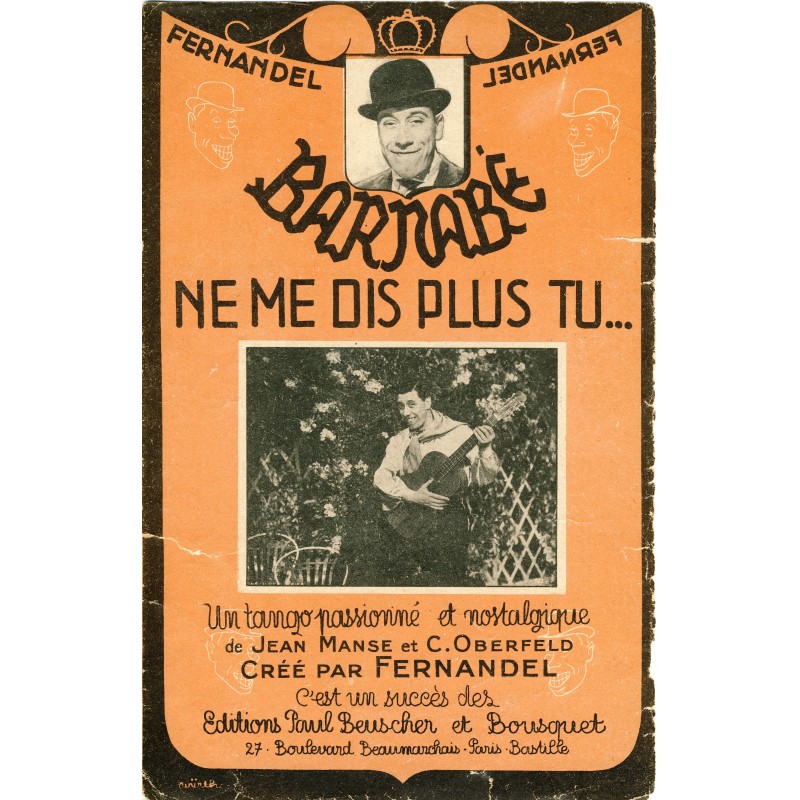 FERNANDEL
FERNANDEL
BARNABÉ
NE ME DIS PLUS TU...
Un tango passionné et nostalgique
de JEAN MANSE et C. OBERFELD
CRÉÉ PAR FERNANDEL
C'est un succès des
Editions Paul Beuscher et Bousquet
27 · Boulevard Beaumarchais · Paris · Bastille